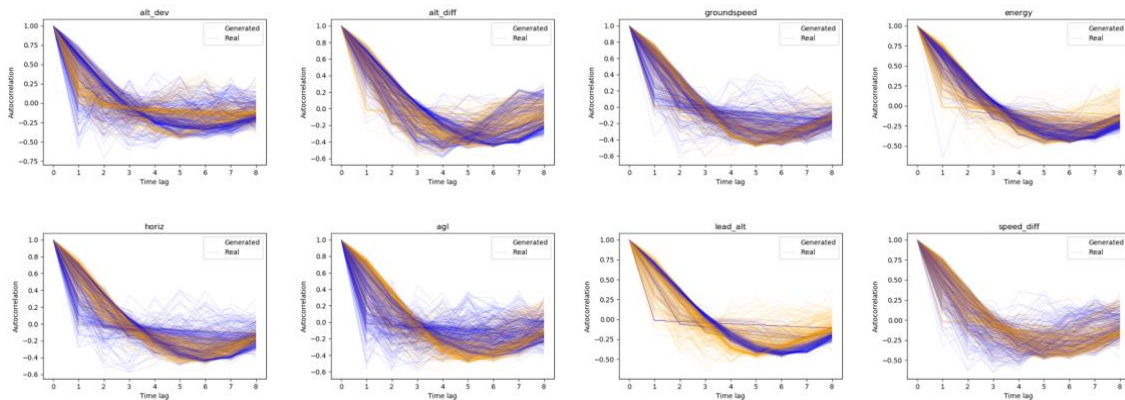 alt_dev
1.00
0.75
0.50
0.25
0.00
−0.25
−0.50
−0.75
Autocorrelation
Generated
Real
0 1 2 3 4 5 6 7 8
Time lag
alt_diff
1.0
0.8
0.6
0.4
0.2
0.0
−0.2
−0.4
−0.6
Autocorrelation
Generated
Real
0 1 2 3 4 5 6 7 8
Time lag
groundspeed
1.0
0.8
0.6
0.4
0.2
0.0
−0.2
−0.4
−0.6
Autocorrelation
Generated
Real
0 1 2 3 4 5 6 7 8
Time lag
energy
1.00
0.75
0.50
0.25
0.00
−0.25
−0.50
Autocorrelation
Generated
Real
0 1 2 3 4 5 6 7 8
Time lag
horiz
1.0
0.8
0.6
0.4
0.2
0.0
−0.2
−0.4
−0.6
Autocorrelation
Generated
Real
0 1 2 3 4 5 6 7 8
Time lag
agl
1.0
0.8
0.6
0.4
0.2
0.0
−0.2
−0.4
−0.6
Autocorrelation
Generated
Real
0 1 2 3 4 5 6 7 8
Time lag
lead_alt
1.00
0.75
0.50
0.25
0.00
−0.25
−0.50
Autocorrelation
Generated
Real
0 1 2 3 4 5 6 7 8
Time lag
speed_diff
1.00
0.75
0.50
0.25
0.00
−0.25
−0.50
Autocorrelation
Generated
Real
0 1 2 3 4 5 6 7 8
Time lag